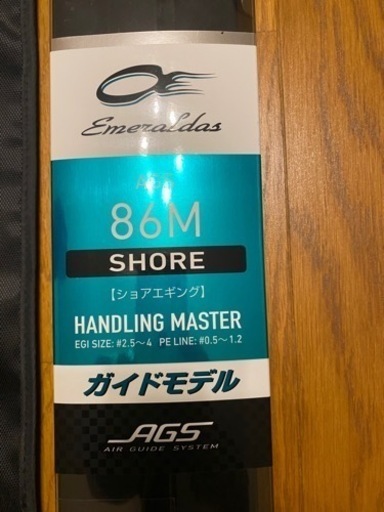 Emeraldas
AGS
86M
SHORE
【ショアエギング】
HANDLING MASTER
EGI SIZE: #2.5～4 PE LINE: #0.5～1.2
ガイドモデル
AGS
AIR GUIDE SYSTEM